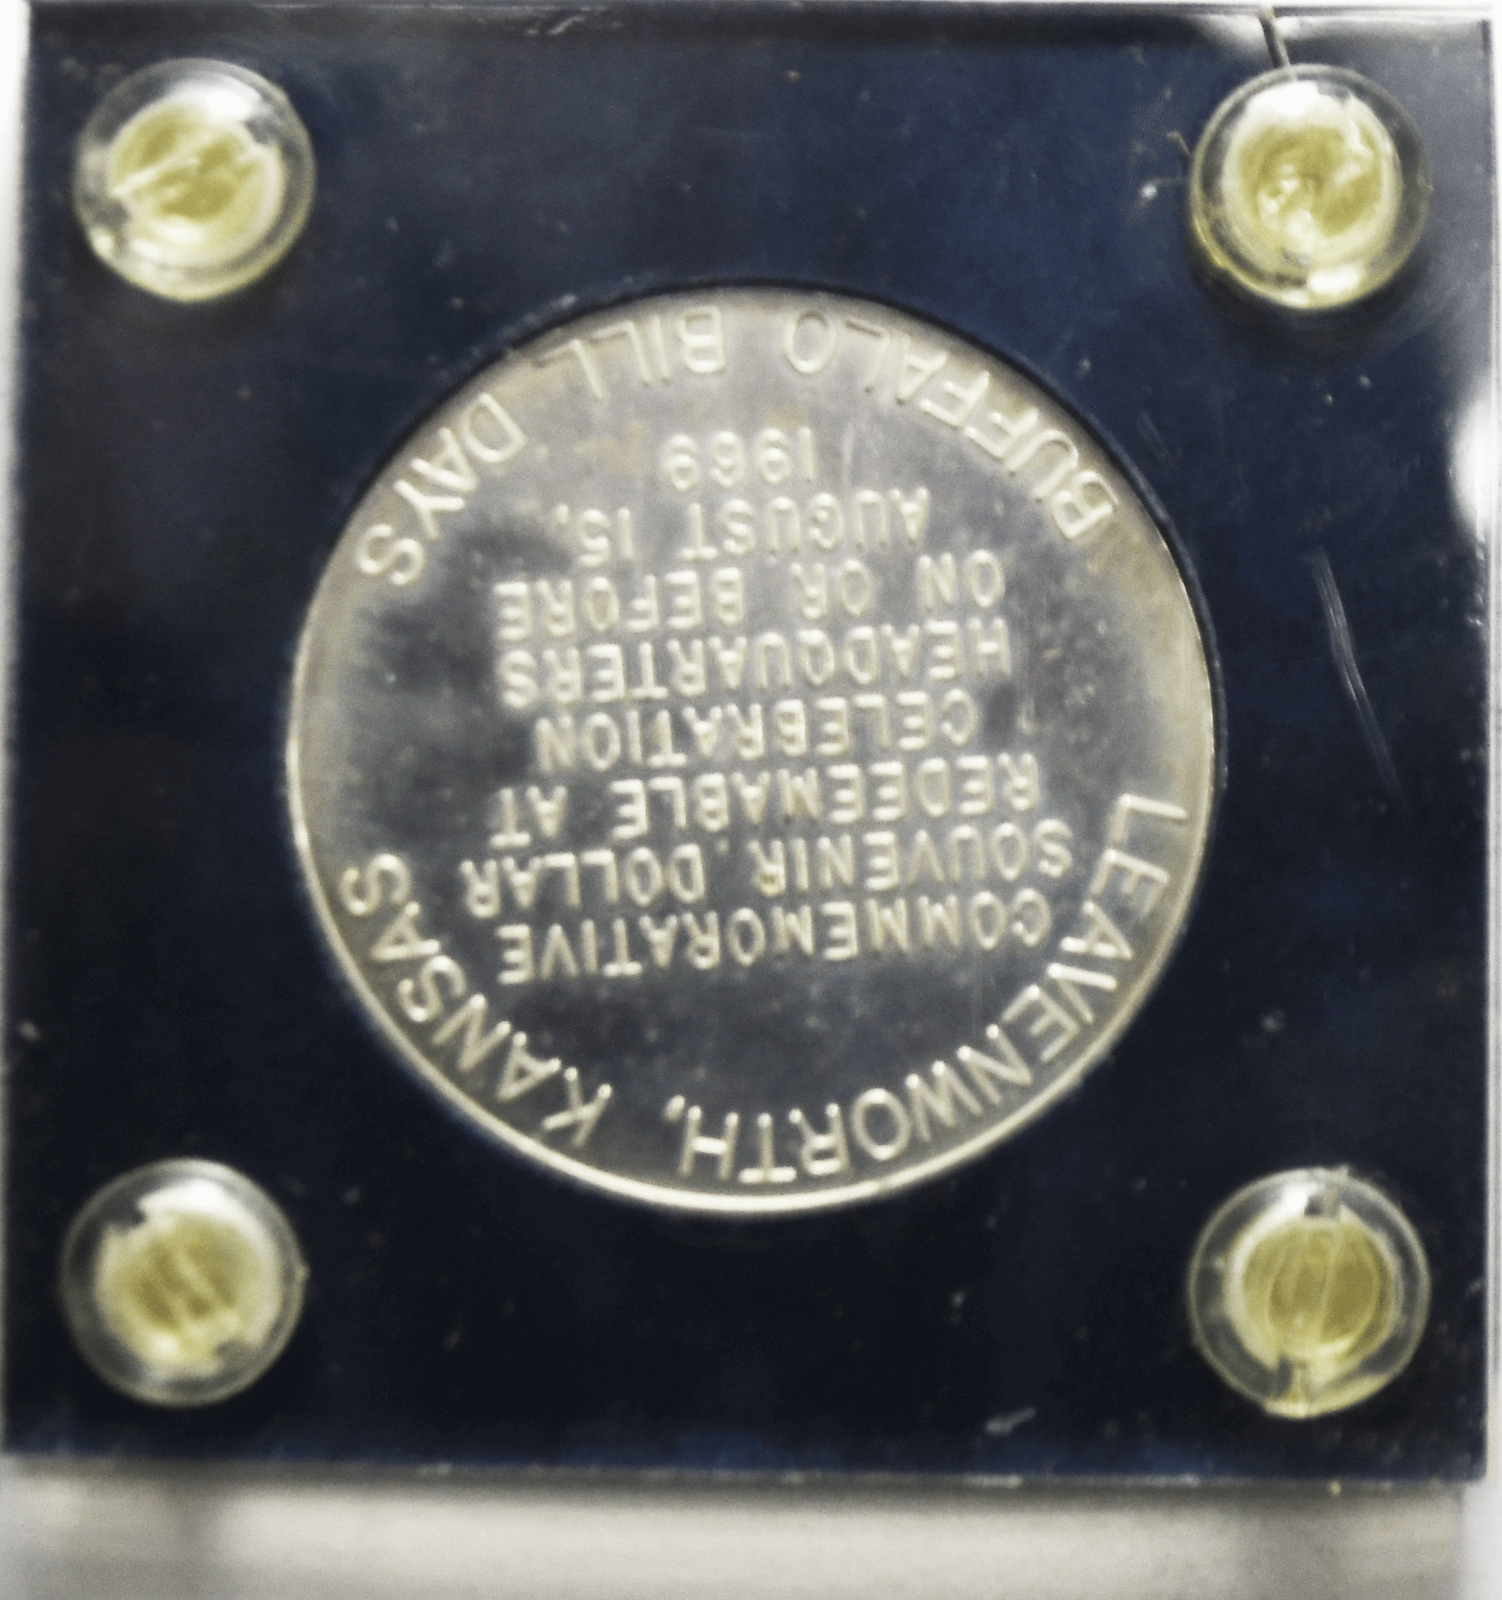 LEAVENWORTH, KANSAS
COMMEMORATIVE
SOUVENIR DOLLAR
REDEEMABLE AT
CELEBRATION
HEADQUARTERS
ON OR BEFORE
AUGUST 15,
1969
BUFFALO BILL DAYS